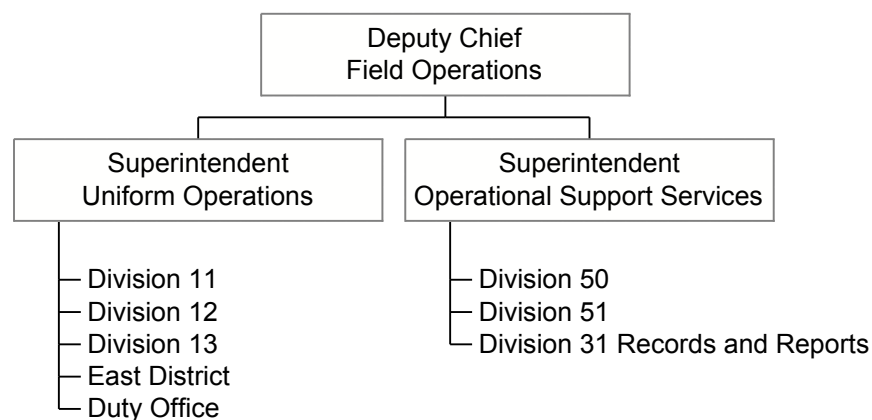 Deputy Chief
Field Operations
Superintendent
Uniform Operations
Superintendent
Operational Support Services
Division 11
Division 12
Division 13
East District
Duty Office
Division 50
Division 51
Division 31 Records and Reports